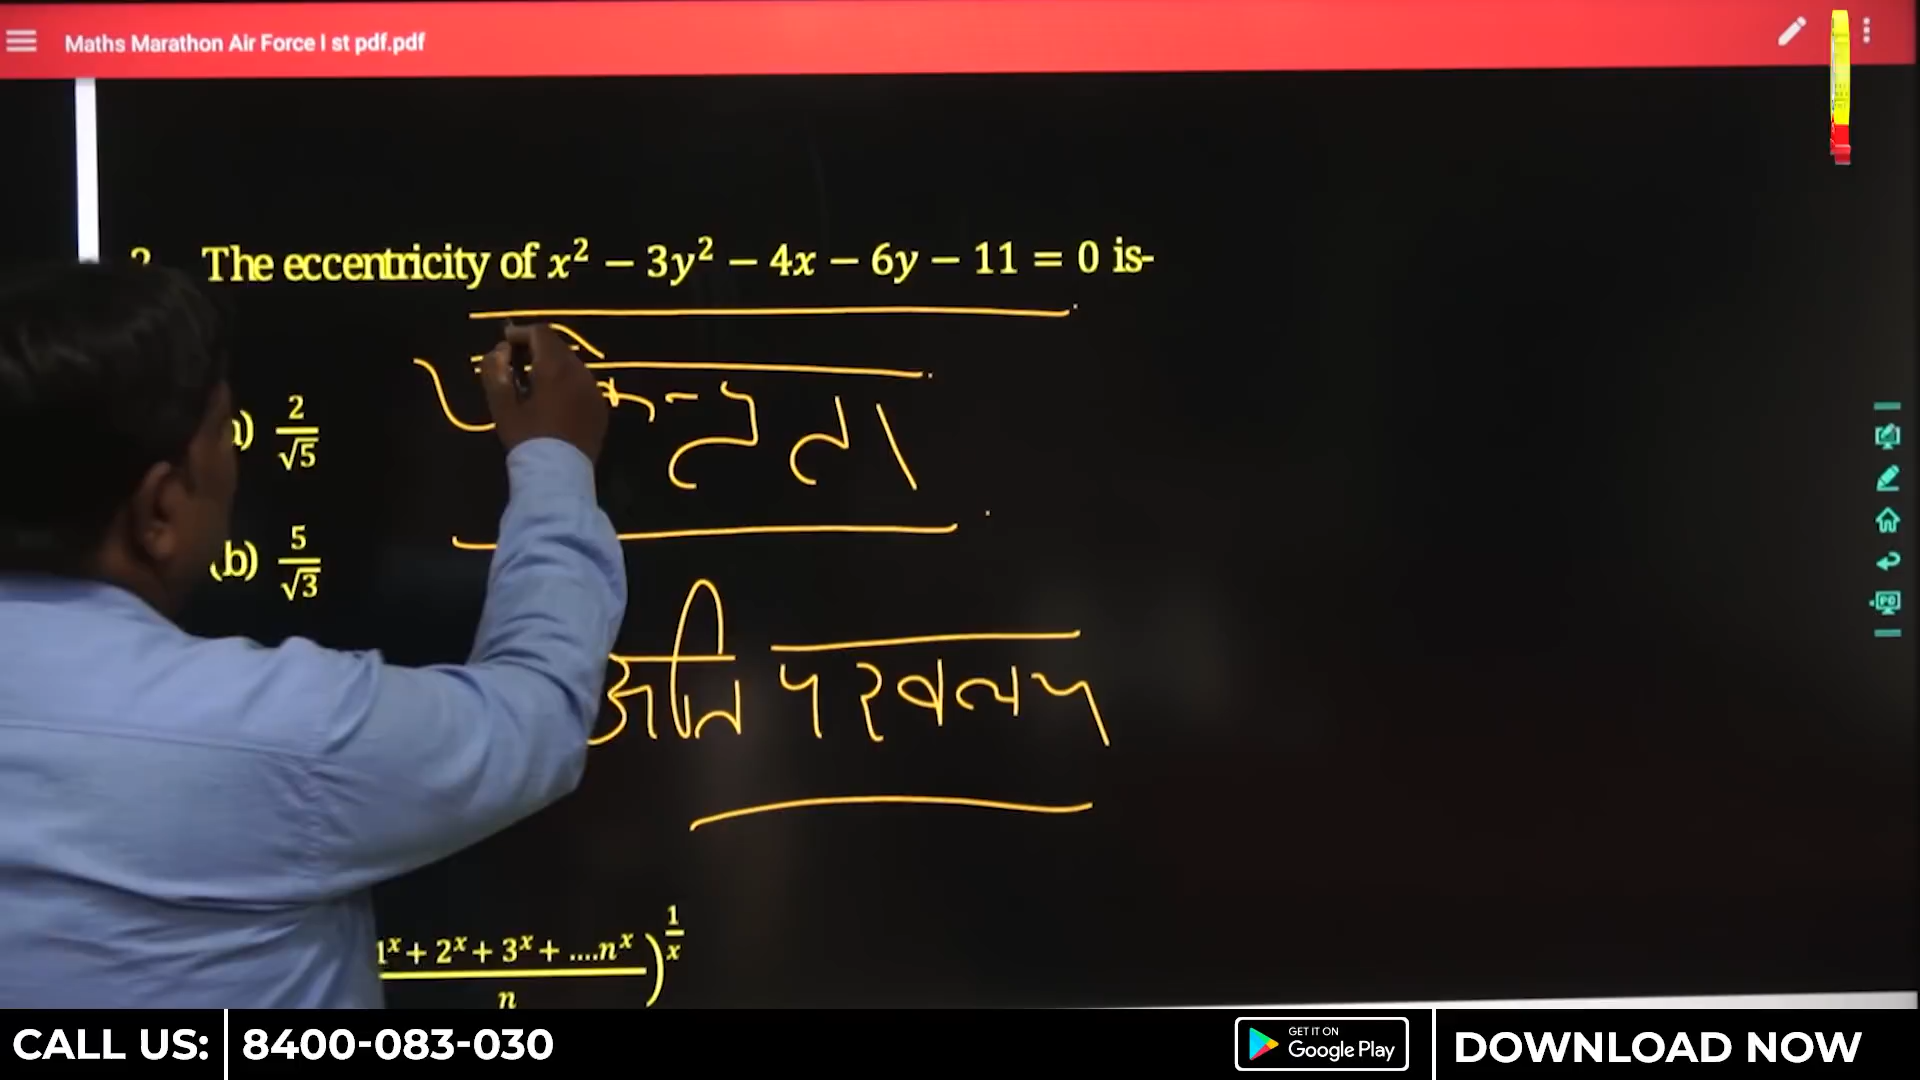 Maths Marathon Air Force I st pdf.pdf
The eccentricity of x² − 3y² − 4x − 6y − 11 = 0 is-
2/√5
(b) 5/√3
अति परवलय
1ˣ + 2ˣ + 3ˣ + ....nˣ / n )^(1/x)
CALL US: 8400-083-030
GET IT ON
Google Play
DOWNLOAD NOW